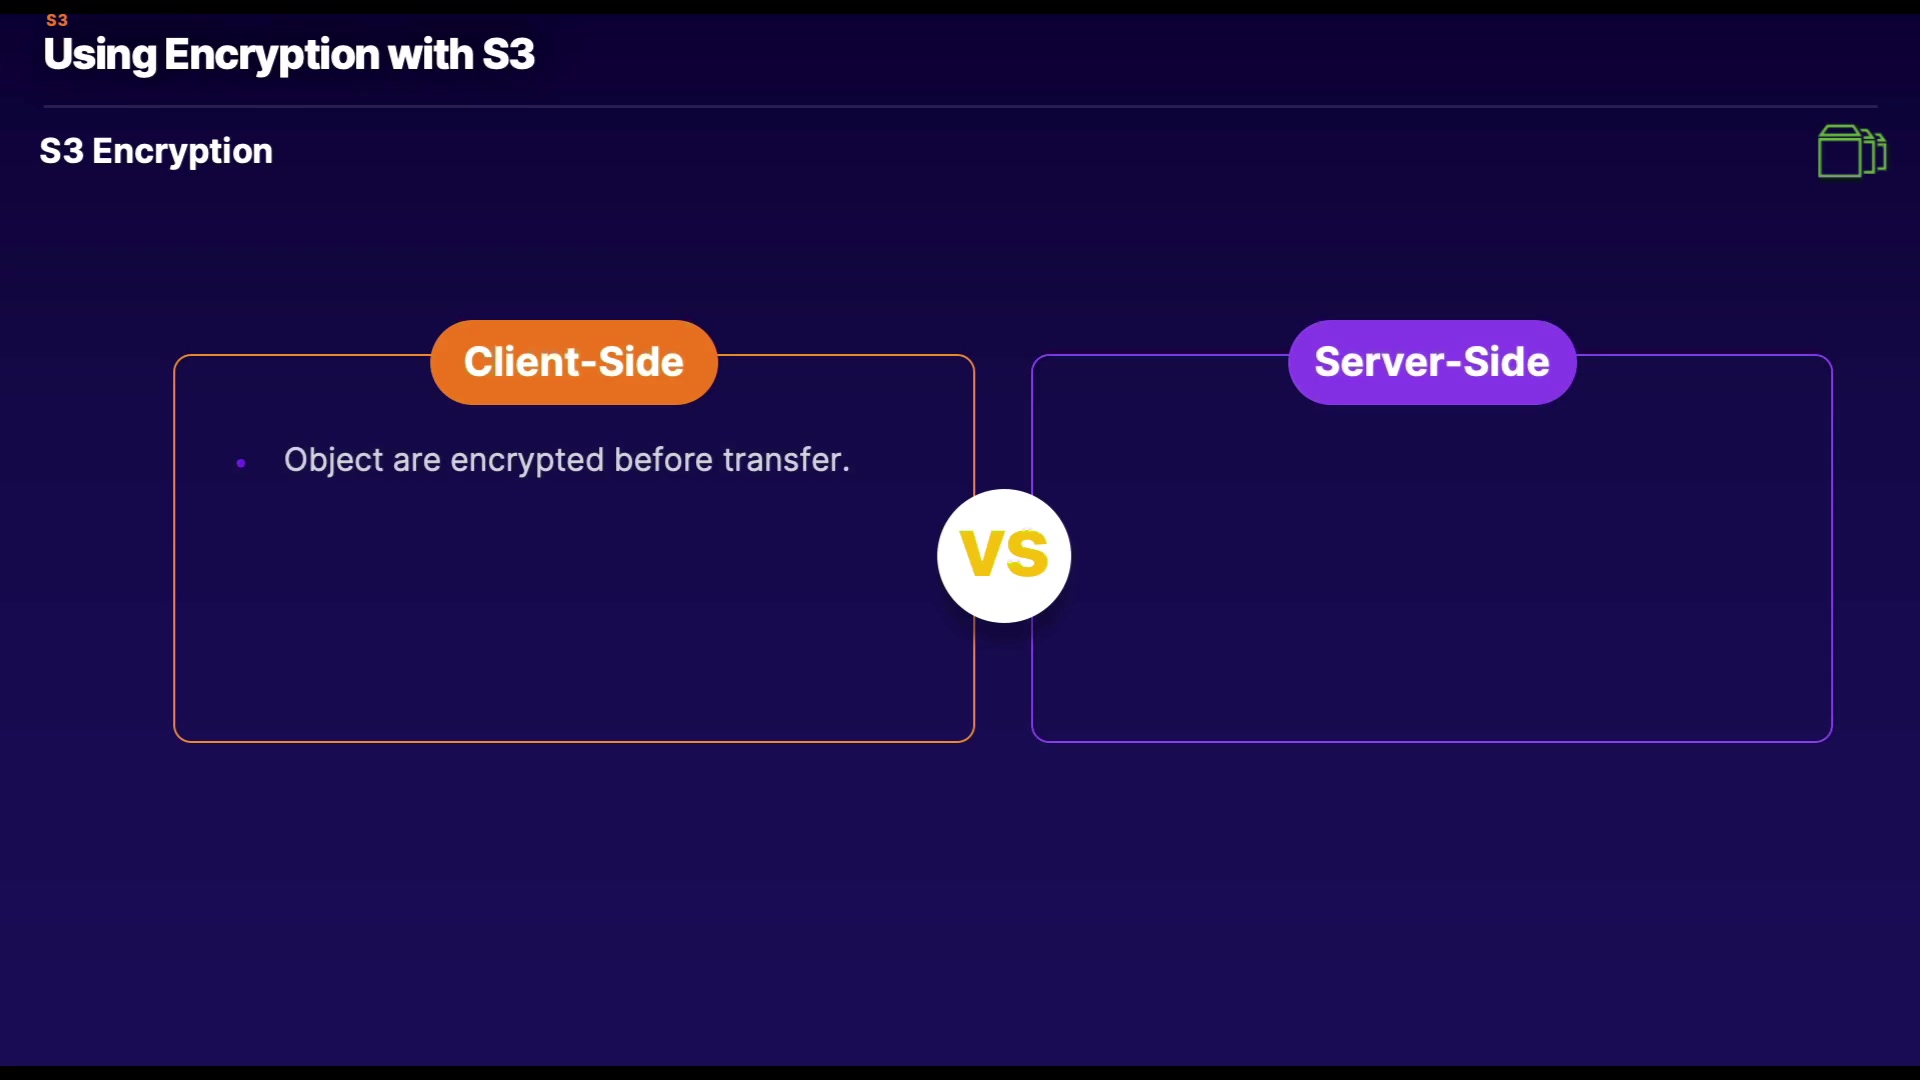 S3
Using Encryption with S3
S3 Encryption
Client-Side
Server-Side
Object are encrypted before transfer.
VS